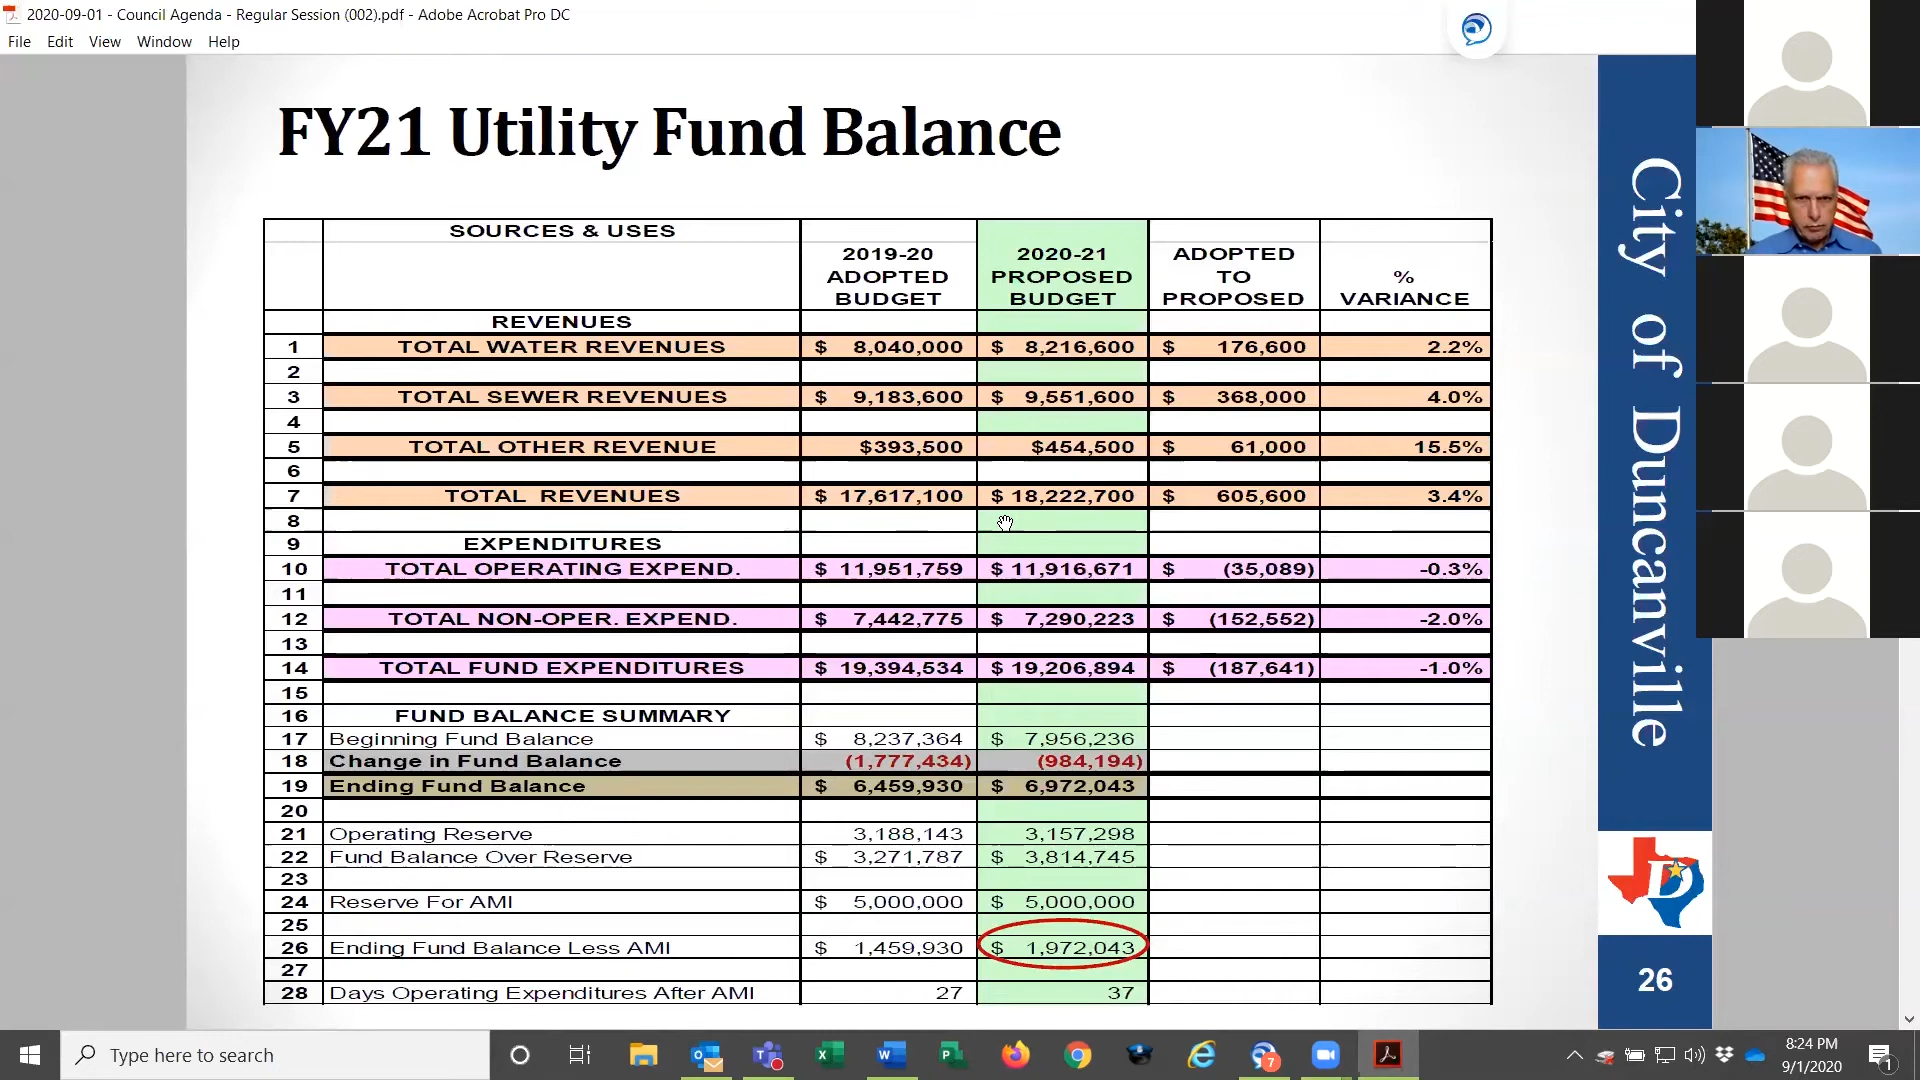 2020-09-01 - Council Agenda - Regular Session (002).pdf - Adobe Acrobat Pro DC
File Edit View Window Help
FY21 Utility Fund Balance
SOURCES & USES
2019-20 ADOPTED BUDGET
2020-21 PROPOSED BUDGET
ADOPTED TO PROPOSED
% VARIANCE
REVENUES
1 TOTAL WATER REVENUES $ 8,040,000 $ 8,216,600 $ 176,600 2.2%
2
3 TOTAL SEWER REVENUES $ 9,183,600 $ 9,551,600 $ 368,000 4.0%
4
5 TOTAL OTHER REVENUE $393,500 $454,500 $ 61,000 15.5%
6
7 TOTAL REVENUES $ 17,617,100 $ 18,222,700 $ 605,600 3.4%
8
9 EXPENDITURES
10 TOTAL OPERATING EXPEND. $ 11,951,759 $ 11,916,671 $ (35,089) -0.3%
11
12 TOTAL NON-OPER. EXPEND. $ 7,442,775 $ 7,290,223 $ (152,552) -2.0%
13
14 TOTAL FUND EXPENDITURES $ 19,394,534 $ 19,206,894 $ (187,641) -1.0%
15
16 FUND BALANCE SUMMARY
17 Beginning Fund Balance $ 8,237,364 $ 7,956,236
18 Change in Fund Balance (1,777,434) (984,194)
19 Ending Fund Balance $ 6,459,930 $ 6,972,043
20
21 Operating Reserve 3,188,143 3,157,298
22 Fund Balance Over Reserve $ 3,271,787 $ 3,814,745
23
24 Reserve For AMI $ 5,000,000 $ 5,000,000
25
26 Ending Fund Balance Less AMI $ 1,459,930 $ 1,972,043
27
28 Days Operating Expenditures After AMI 27 37
City of Duncanville
D
26
Type here to search
7
8:24 PM
9/1/2020
1